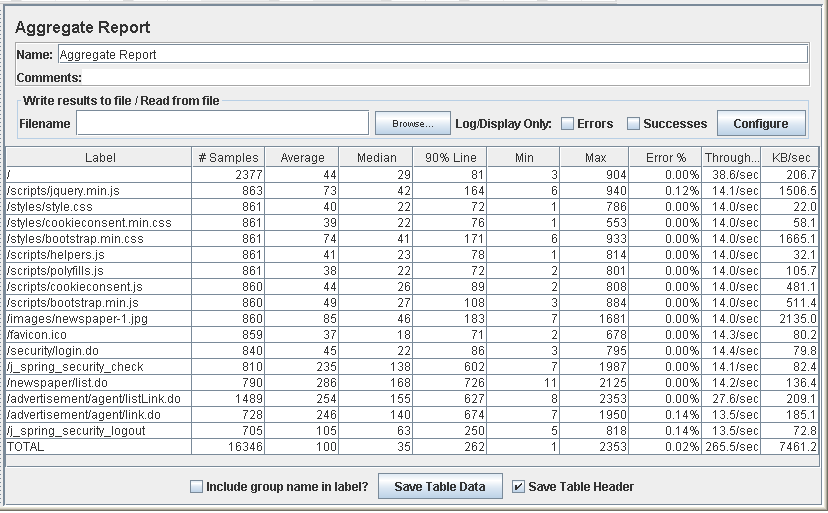 Aggregate Report
Name: Aggregate Report
Comments:
Write results to file / Read from file
Filename Browse... Log/Display Only: Errors Successes Configure
Label # Samples Average Median 90% Line Min Max Error % Through... KB/sec
/ 2377 44 29 81 3 904 0.00% 38.6/sec 206.7
/scripts/jquery.min.js 863 73 42 164 6 940 0.12% 14.1/sec 1506.5
/styles/style.css 861 40 22 72 1 786 0.00% 14.0/sec 22.0
/styles/cookieconsent.min.css 861 39 22 76 1 553 0.00% 14.0/sec 58.1
/styles/bootstrap.min.css 861 74 41 171 6 933 0.00% 14.0/sec 1665.1
/scripts/helpers.js 861 41 23 78 1 814 0.00% 14.0/sec 32.1
/scripts/polyfills.js 861 38 22 72 2 801 0.00% 14.0/sec 105.7
/scripts/cookieconsent.js 860 44 26 89 2 808 0.00% 14.0/sec 481.1
/scripts/bootstrap.min.js 860 49 27 108 3 884 0.00% 14.0/sec 511.4
/images/newspaper-1.jpg 860 85 46 183 7 1681 0.00% 14.0/sec 2135.0
/favicon.ico 859 37 18 71 2 678 0.00% 14.3/sec 80.2
/security/login.do 840 45 22 86 3 795 0.00% 14.4/sec 79.8
/j_spring_security_check 810 235 138 602 7 1987 0.00% 14.1/sec 82.4
/newspaper/list.do 790 286 168 726 11 2125 0.00% 14.2/sec 136.4
/advertisement/agent/listLink.do 1489 254 155 627 8 2353 0.00% 27.6/sec 209.1
/advertisement/agent/link.do 728 246 140 674 7 1950 0.14% 13.5/sec 185.1
/j_spring_security_logout 705 105 63 250 5 818 0.14% 13.5/sec 72.8
TOTAL 16346 100 35 262 1 2353 0.02% 265.5/sec 7461.2
Include group name in label? Save Table Data Save Table Header